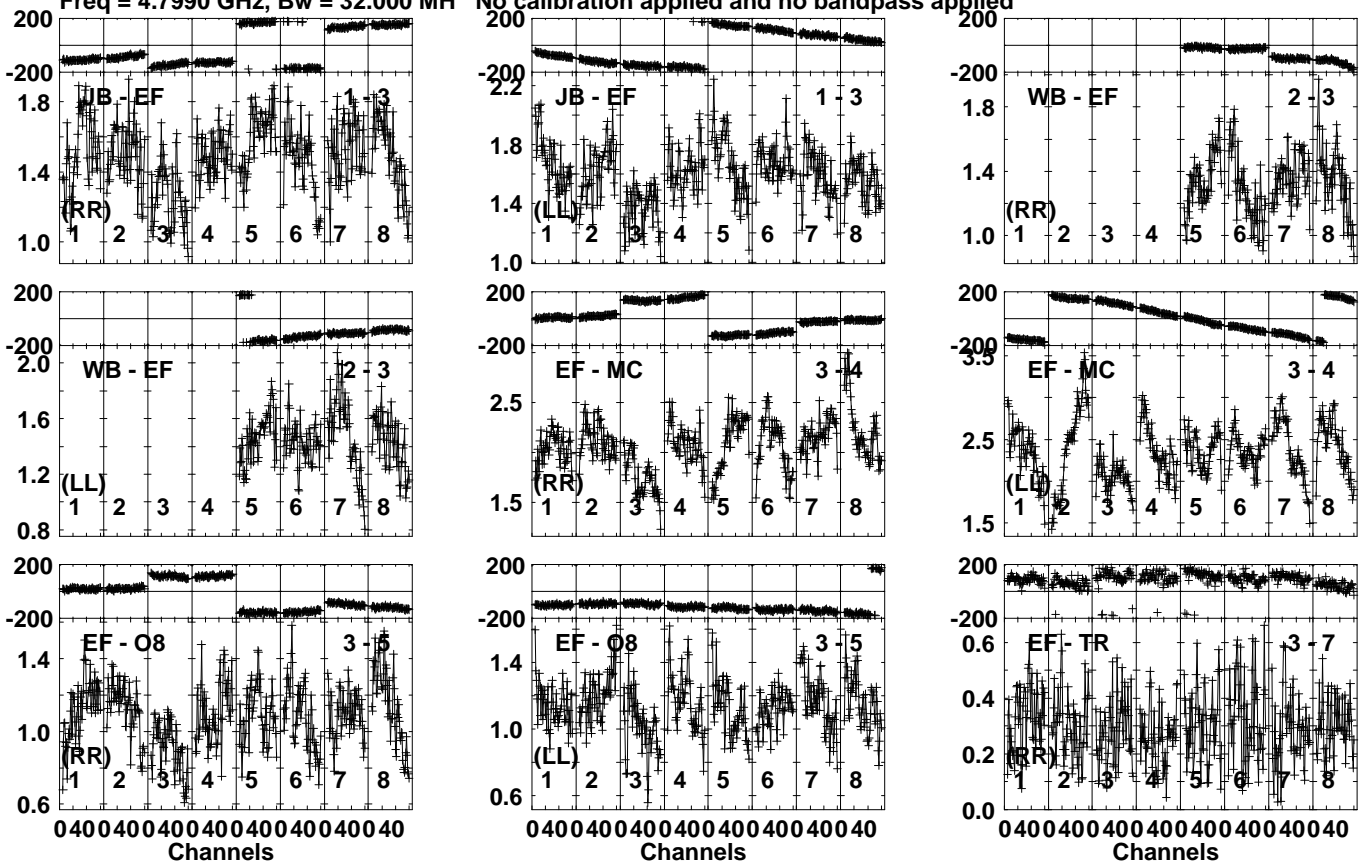 Freq = 4.7990 GHz, Bw = 32.000 MH No calibration applied and no bandpass applied
200
-200
1.8
1.4
1.0
JB - EF
1 - 3
(RR)
1 2 3 4 5 6 7 8
200
-200
2.2
1.8
1.4
1.0
JB - EF
1 - 3
(LL)
1 2 3 4 5 6 7 8
200
-200
1.8
1.4
1.0
WB - EF
2 - 3
(RR)
1 2 3 4 5 6 7 8
200
-200
2.0
1.6
1.2
0.8
WB - EF
2 - 3
(LL)
1 2 3 4 5 6 7 8
200
-200
2.5
1.5
EF - MC
3 - 4
(RR)
1 2 3 4 5 6 7 8
200
-200
3.5
2.5
1.5
EF - MC
3 - 4
(LL)
1 2 3 4 5 6 7 8
200
-200
1.4
1.0
0.6
EF - O8
3 - 5
(RR)
1 2 3 4 5 6 7 8
0 40 0 40 0 40 0 40 0 40 0 40 0 40 0 40
Channels
200
-200
1.4
1.0
0.6
EF - O8
3 - 5
(LL)
1 2 3 4 5 6 7 8
0 40 0 40 0 40 0 40 0 40 0 40 0 40 0 40
Channels
200
-200
0.6
0.4
0.2
0.0
EF - TR
3 - 7
(RR)
1 2 3 4 5 6 7 8
0 40 0 40 0 40 0 40 0 40 0 40 0 40 0 40
Channels